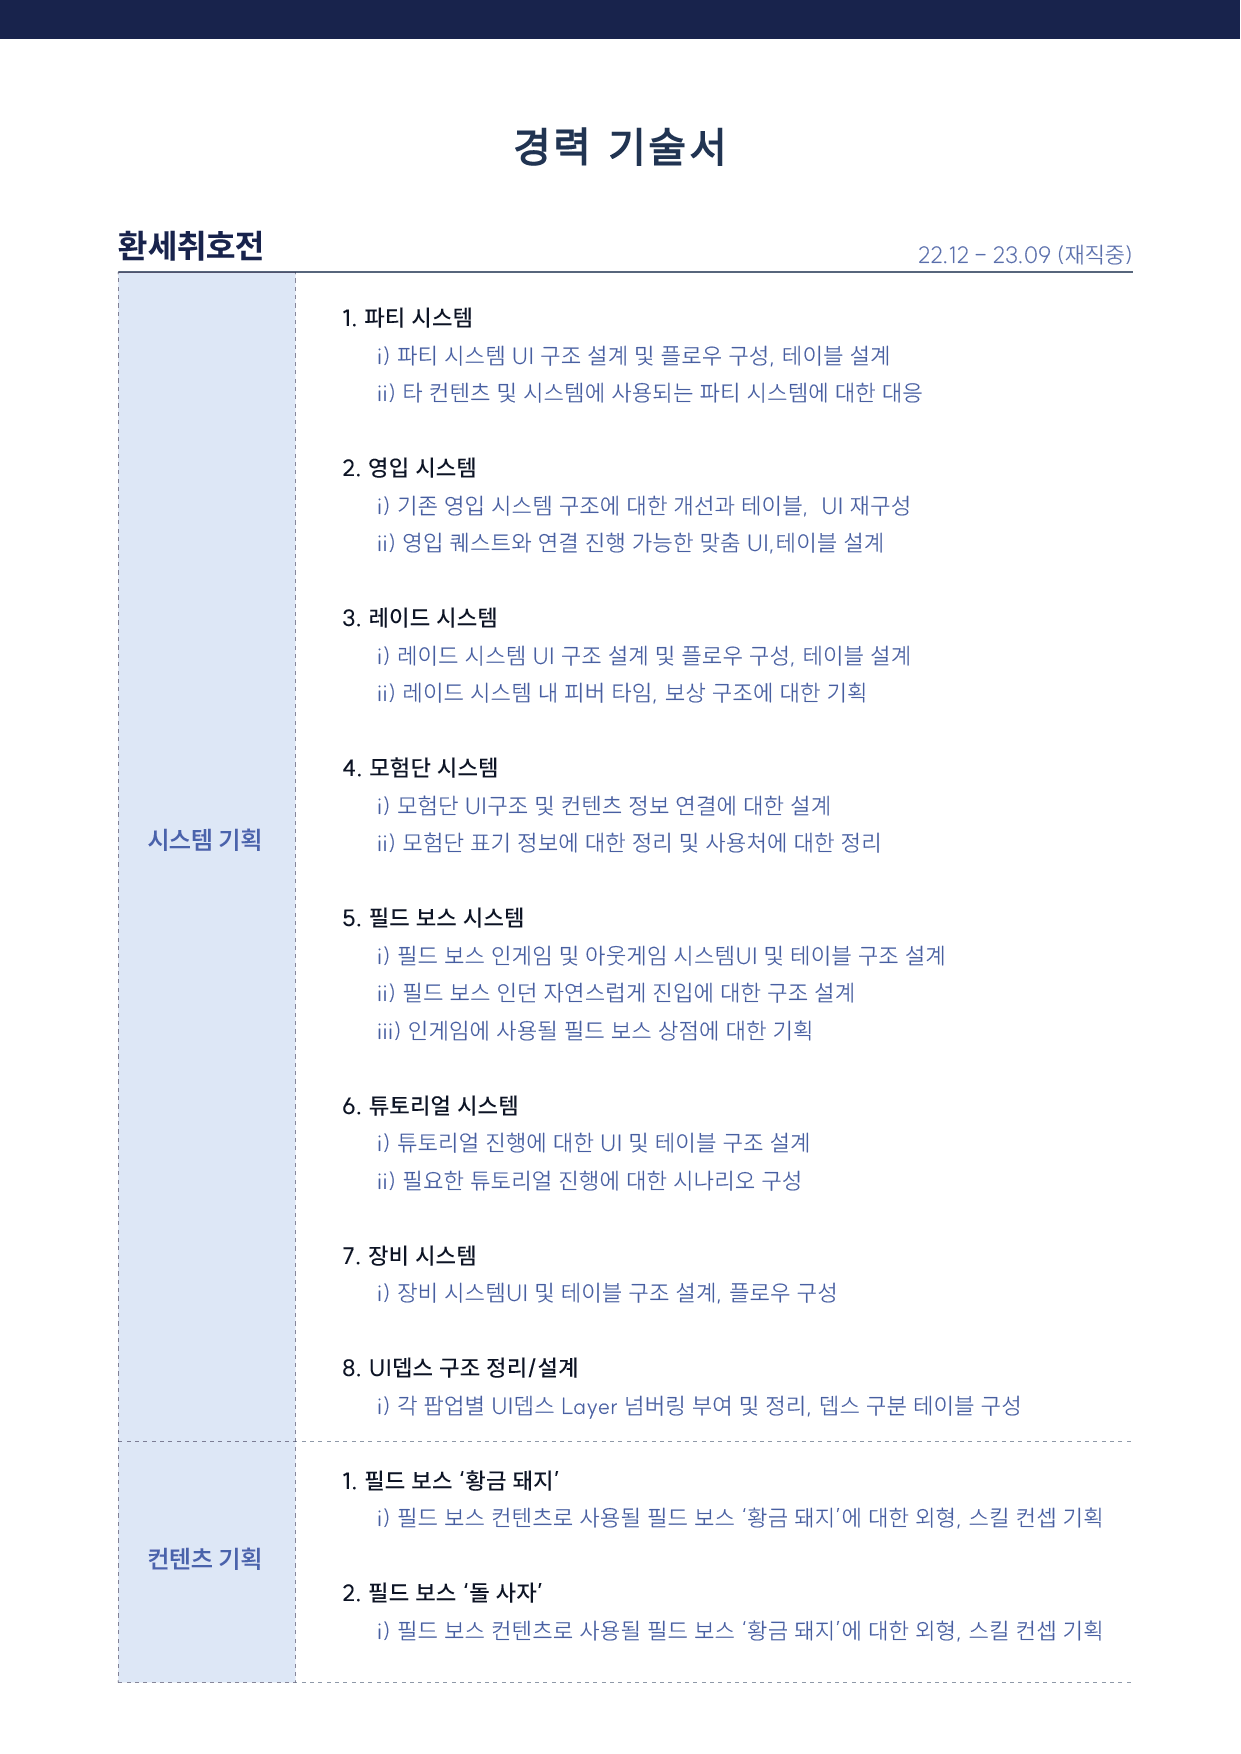 경력 기술서
환세취호전
22.12 - 23.09 (재직중)
시스템 기획
1. 파티 시스템
i) 파티 시스템 UI 구조 설계 및 플로우 구성, 테이블 설계
ii) 타 컨텐츠 및 시스템에 사용되는 파티 시스템에 대한 대응
2. 영입 시스템
i) 기존 영입 시스템 구조에 대한 개선과 테이블,  UI 재구성
ii) 영입 퀘스트와 연결 진행 가능한 맞춤 UI,테이블 설계
3. 레이드 시스템
i) 레이드 시스템 UI 구조 설계 및 플로우 구성, 테이블 설계
ii) 레이드 시스템 내 피버 타임, 보상 구조에 대한 기획
4. 모험단 시스템
i) 모험단 UI구조 및 컨텐츠 정보 연결에 대한 설계
ii) 모험단 표기 정보에 대한 정리 및 사용처에 대한 정리
5. 필드 보스 시스템
i) 필드 보스 인게임 및 아웃게임 시스템UI 및 테이블 구조 설계
ii) 필드 보스 인던 자연스럽게 진입에 대한 구조 설계
iii) 인게임에 사용될 필드 보스 상점에 대한 기획
6. 튜토리얼 시스템
i) 튜토리얼 진행에 대한 UI 및 테이블 구조 설계
ii) 필요한 튜토리얼 진행에 대한 시나리오 구성
7. 장비 시스템
i) 장비 시스템UI 및 테이블 구조 설계, 플로우 구성
8. UI뎁스 구조 정리/설계
i) 각 팝업별 UI뎁스 Layer 넘버링 부여 및 정리, 뎁스 구분 테이블 구성
컨텐츠 기획
1. 필드 보스 ‘황금 돼지’
i) 필드 보스 컨텐츠로 사용될 필드 보스 ‘황금 돼지’에 대한 외형, 스킬 컨셉 기획
2. 필드 보스 ‘돌 사자’
i) 필드 보스 컨텐츠로 사용될 필드 보스 ‘황금 돼지’에 대한 외형, 스킬 컨셉 기획